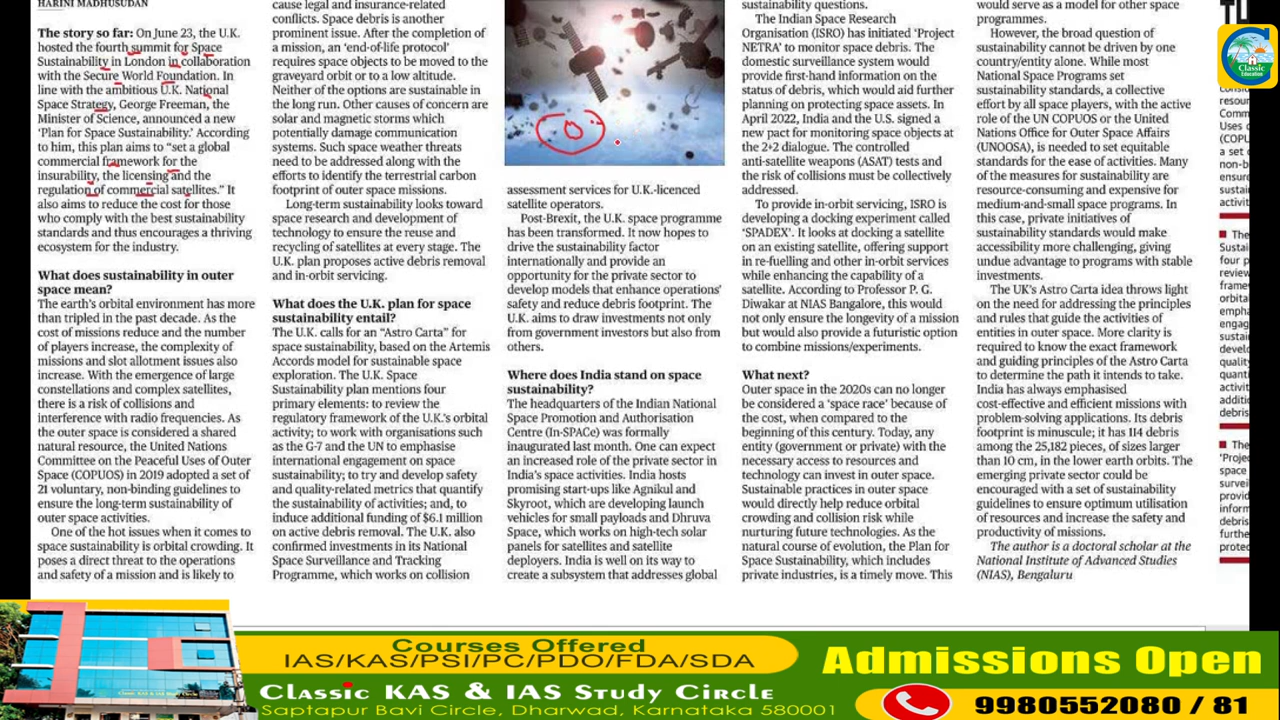 HARINI MADHUSUDAN
The story so far: On June 23, the U.K.
hosted the fourth summit for Space
Sustainability in London in collaboration
with the Secure World Foundation. In
line with the ambitious U.K. National
Space Strategy, George Freeman, the
Minister of Science, announced a new
'Plan for Space Sustainability.' According
to him, this plan aims to "set a global
commercial framework for the
insurability, the licensing and the
regulation of commercial satellites." It
also aims to reduce the cost for those
who comply with the best sustainability
standards and thus encourages a thriving
ecosystem for the industry.
What does sustainability in outer
space mean?
The earth's orbital environment has more
than tripled in the past decade. As the
cost of missions reduce and the number
of players increase, the complexity of
missions and slot allotment issues also
increase. With the emergence of large
constellations and complex satellites,
there is a risk of collisions and
interference with radio frequencies. As
the outer space is considered a shared
natural resource, the United Nations
Committee on the Peaceful Uses of Outer
Space (COPUOS) in 2019 adopted a set of
21 voluntary, non-binding guidelines to
ensure the long-term sustainability of
outer space activities.
One of the hot issues when it comes to
space sustainability is orbital crowding. It
poses a direct threat to the operations
and safety of a mission and is likely to
cause legal and insurance-related
conflicts. Space debris is another
prominent issue. After the completion of
a mission, an 'end-of-life protocol'
requires space objects to be moved to the
graveyard orbit or to a low altitude.
Neither of the options are sustainable in
the long run. Other causes of concern are
solar and magnetic storms which
potentially damage communication
systems. Such space weather threats
need to be addressed along with the
efforts to identify the terrestrial carbon
footprint of outer space missions.
Long-term sustainability looks toward
space research and development of
technology to ensure the reuse and
recycling of satellites at every stage. The
U.K. plan proposes active debris removal
and in-orbit servicing.
What does the U.K. plan for space
sustainability entail?
The U.K. calls for an "Astro Carta" for
space sustainability, based on the Artemis
Accords model for sustainable space
exploration. The U.K. Space
Sustainability plan mentions four
primary elements: to review the
regulatory framework of the U.K.'s orbital
activity; to work with organisations such
as the G-7 and the UN to emphasise
international engagement on space
sustainability; to try and develop safety
and quality-related metrics that quantify
the sustainability of activities; and, to
induce additional funding of $6.1 million
on active debris removal. The U.K. also
confirmed investments in its National
Space Surveillance and Tracking
Programme, which works on collision
assessment services for U.K.-licenced
satellite operators.
Post-Brexit, the U.K. space programme
has been transformed. It now hopes to
drive the sustainability factor
internationally and provide an
opportunity for the private sector to
develop models that enhance operations'
safety and reduce debris footprint. The
U.K. aims to draw investments not only
from government investors but also from
others.
Where does India stand on space
sustainability?
The headquarters of the Indian National
Space Promotion and Authorisation
Centre (In-SPACe) was formally
inaugurated last month. One can expect
an increased role of the private sector in
India's space activities. India hosts
promising start-ups like Agnikul and
Skyroot, which are developing launch
vehicles for small payloads and Dhruva
Space, which works on high-tech solar
panels for satellites and satellite
deployers. India is well on its way to
create a subsystem that addresses global
sustainability questions.
The Indian Space Research
Organisation (ISRO) has initiated 'Project
NETRA' to monitor space debris. The
domestic surveillance system would
provide first-hand information on the
status of debris, which would aid further
planning on protecting space assets. In
April 2022, India and the U.S. signed a
new pact for monitoring space objects at
the 2+2 dialogue. The controlled
anti-satellite weapons (ASAT) tests and
the risk of collisions must be collectively
addressed.
To provide in-orbit servicing, ISRO is
developing a docking experiment called
'SPADEX'. It looks at docking a satellite
on an existing satellite, offering support
in re-fuelling and other in-orbit services
while enhancing the capability of a
satellite. According to Professor P. G.
Diwakar at NIAS Bangalore, this would
not only ensure the longevity of a mission
but would also provide a futuristic option
to combine missions/experiments.
What next?
Outer space in the 2020s can no longer
be considered a 'space race' because of
the cost, when compared to the
beginning of this century. Today, any
entity (government or private) with the
necessary access to resources and
technology can invest in outer space.
Sustainable practices in outer space
would directly help reduce orbital
crowding and collision risk while
nurturing future technologies. As the
natural course of evolution, the Plan for
Space Sustainability, which includes
private industries, is a timely move. This
would serve as a model for other space
programmes.
However, the broad question of
sustainability cannot be driven by one
country/entity alone. While most
National Space Programs set
sustainability standards, a collective
effort by all space players, with the active
role of the UN COPUOS or the United
Nations Office for Outer Space Affairs
(UNOOSA), is needed to set equitable
standards for the ease of activities. Many
of the measures for sustainability are
resource-consuming and expensive for
medium-and-small space programs. In
this case, private initiatives of
sustainability standards would make
accessibility more challenging, giving
undue advantage to programs with stable
investments.
The UK's Astro Carta idea throws light
on the need for addressing the principles
and rules that guide the activities of
entities in outer space. More clarity is
required to know the exact framework
and guiding principles of the Astro Carta
to determine the path it intends to take.
India has always emphasised
cost-effective and efficient missions with
problem-solving applications. Its debris
footprint is minuscule; it has 114 debris
among the 25,182 pieces, of sizes larger
than 10 cm, in the lower earth orbits. The
emerging private sector could be
encouraged with a set of sustainability
guidelines to ensure optimum utilisation
of resources and increase the safety and
productivity of missions.
The author is a doctoral scholar at the
National Institute of Advanced Studies
(NIAS), Bengaluru
Classic
Education
Courses Offered
IAS/KAS/PSI/PC/PDO/FDA/SDA
Classic KAS & IAS Study Circle
Saptapur Bavi Circle, Dharwad, Karnataka 580001
Admissions Open
9980552080 / 81